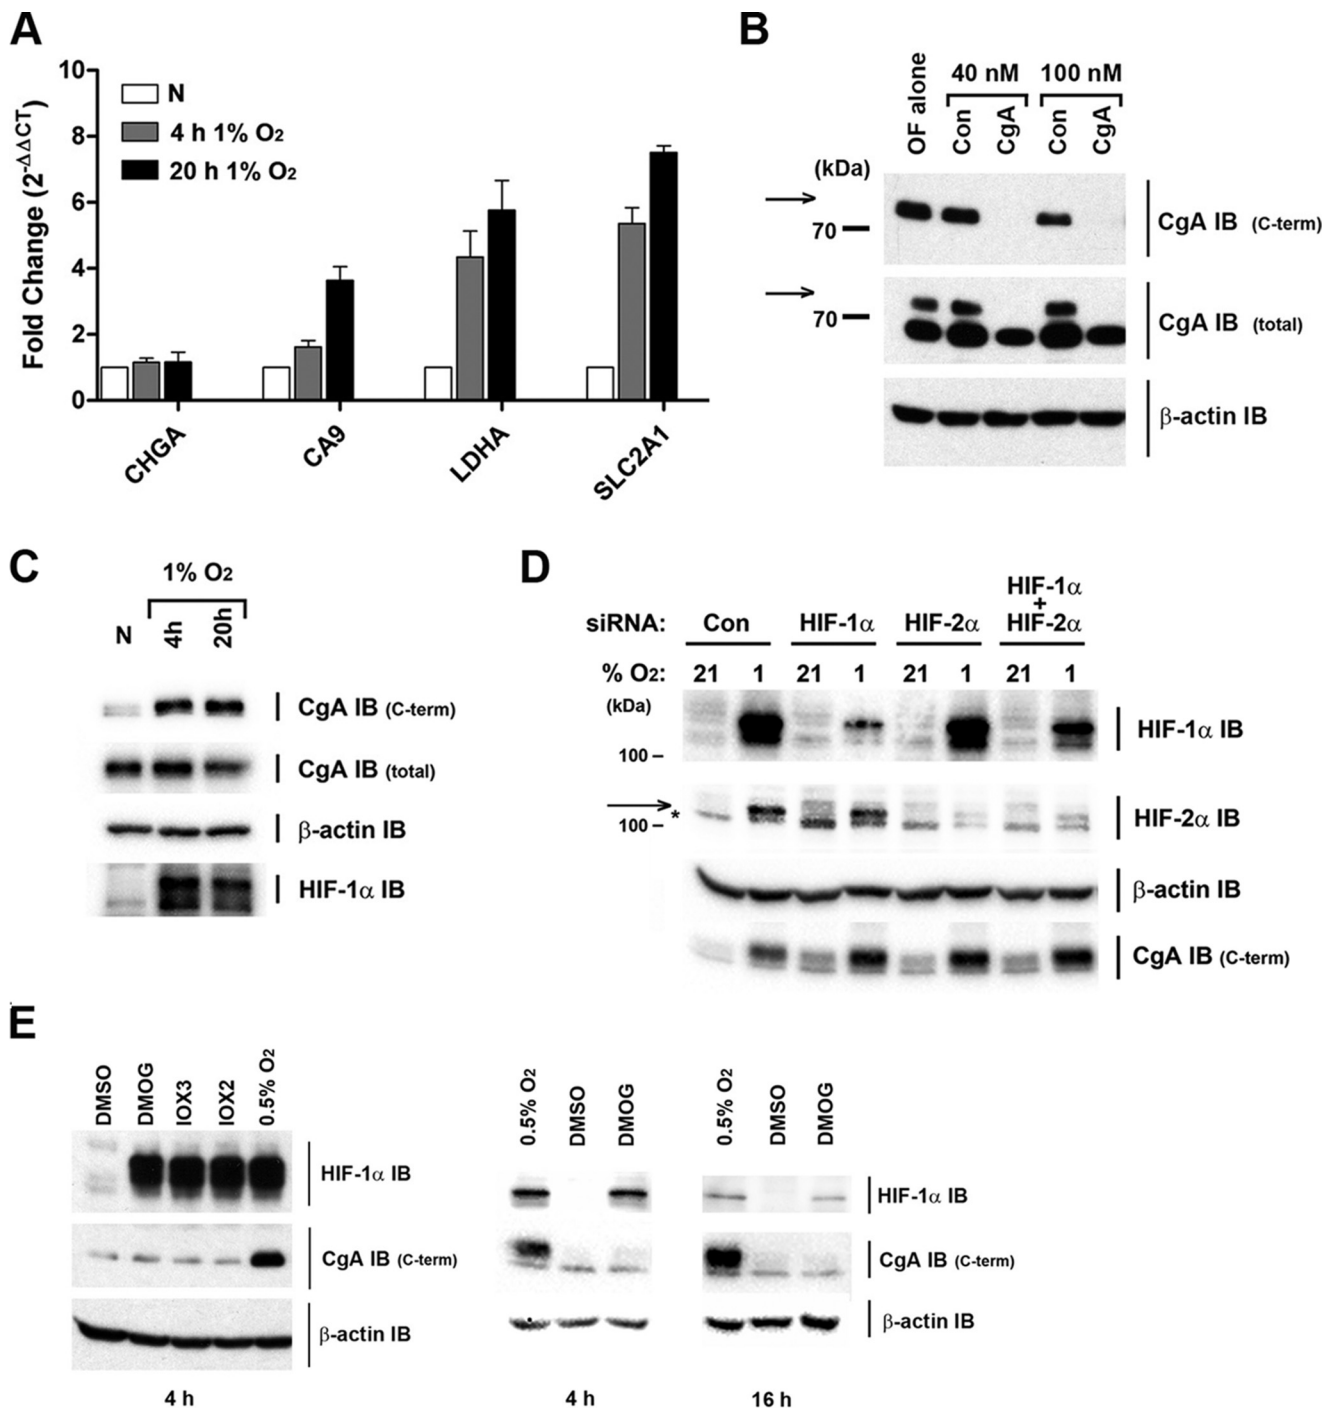 A
Fold Change (2-ΔΔCT)
10
8
6
4
2
0
N
4 h 1% O2
20 h 1% O2
CHGA
CA9
LDHA
SLC2A1
B
OF alone
40 nM
100 nM
Con
CgA
Con
CgA
(kDa)
70
CgA IB (C-term)
70
CgA IB (total)
β-actin IB
C
1% O2
N
4h
20h
CgA IB (C-term)
CgA IB (total)
β-actin IB
HIF-1α IB
D
siRNA:
Con
HIF-1α
HIF-2α
HIF-1α
+
HIF-2α
% O2:
21 1 21 1 21 1 21 1
(kDa)
100
HIF-1α IB
*
100
HIF-2α IB
β-actin IB
CgA IB (C-term)
E
DMSO
DMOG
IOX3
IOX2
0.5% O2
HIF-1α IB
CgA IB (C-term)
β-actin IB
4 h
0.5% O2
DMSO
DMOG
4 h
0.5% O2
DMSO
DMOG
HIF-1α IB
CgA IB (C-term)
β-actin IB
16 h